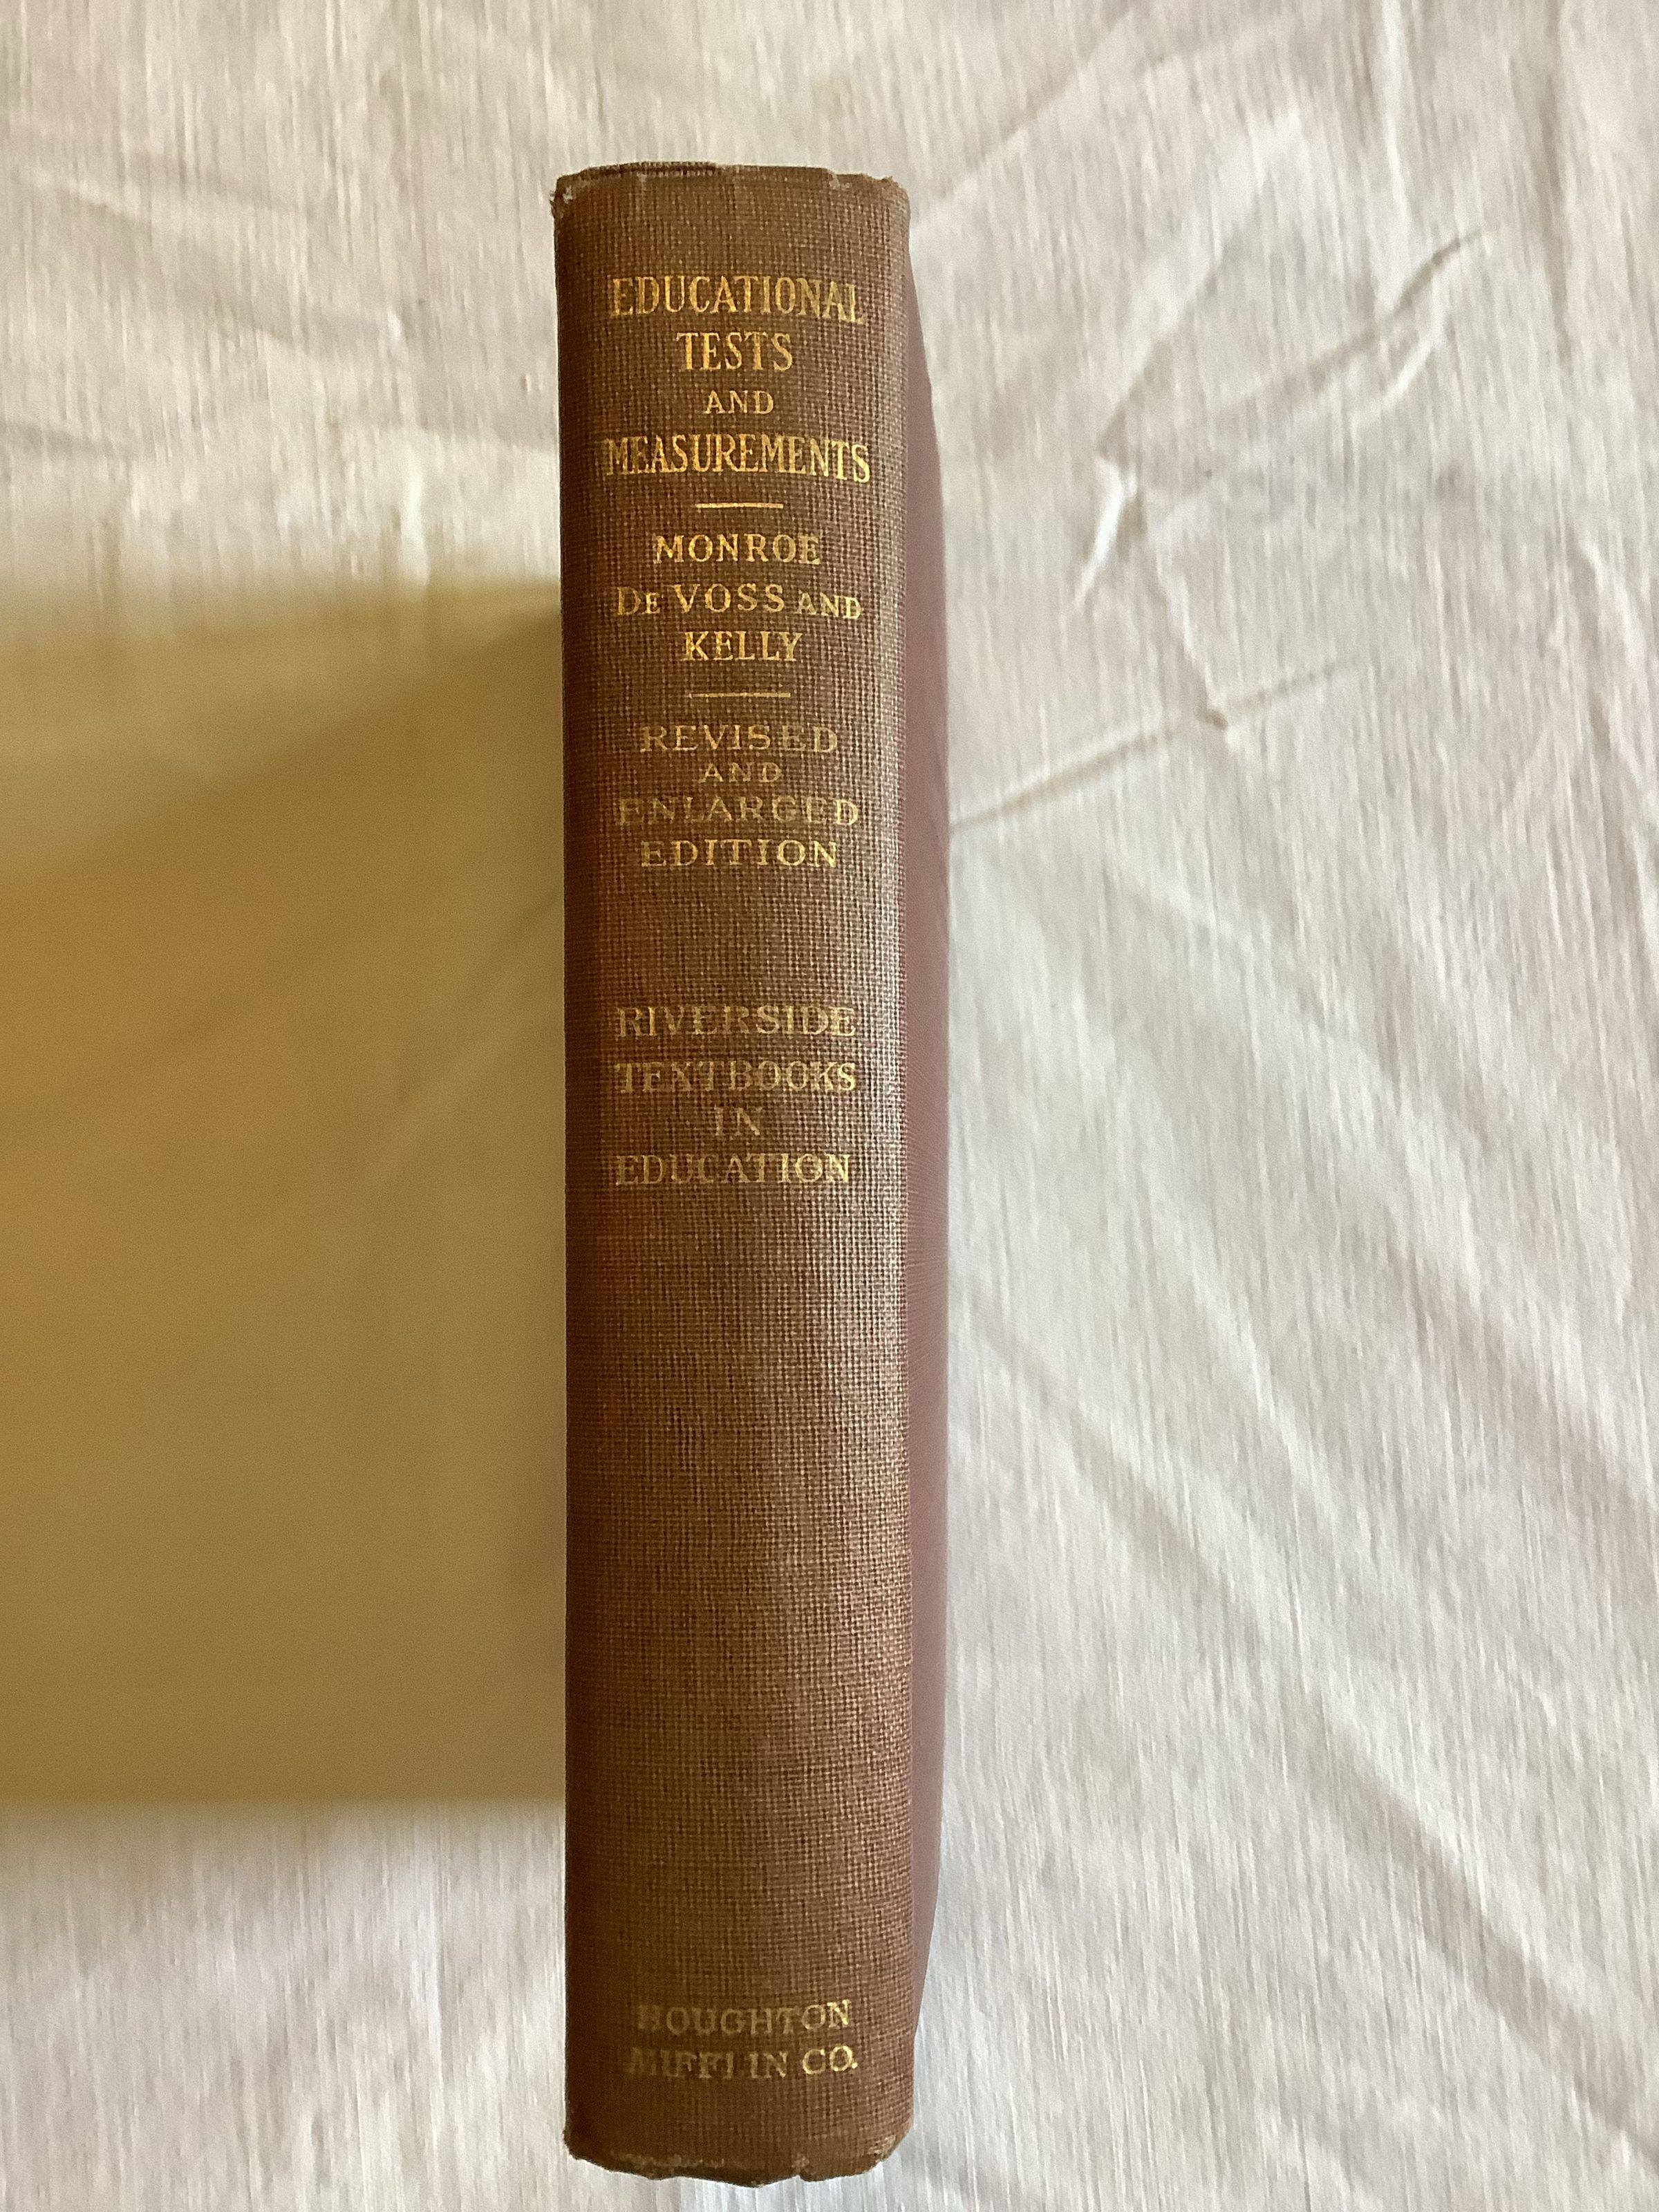 EDUCATIONAL
TESTS
AND
MEASUREMENTS
MONROE
DE VOSS AND
KELLY
REVISED
AND
ENLARGED
EDITION
RIVERSIDE
TEXTBOOKS
IN
EDUCATION
HOUGHTON
MIFFLIN CO.